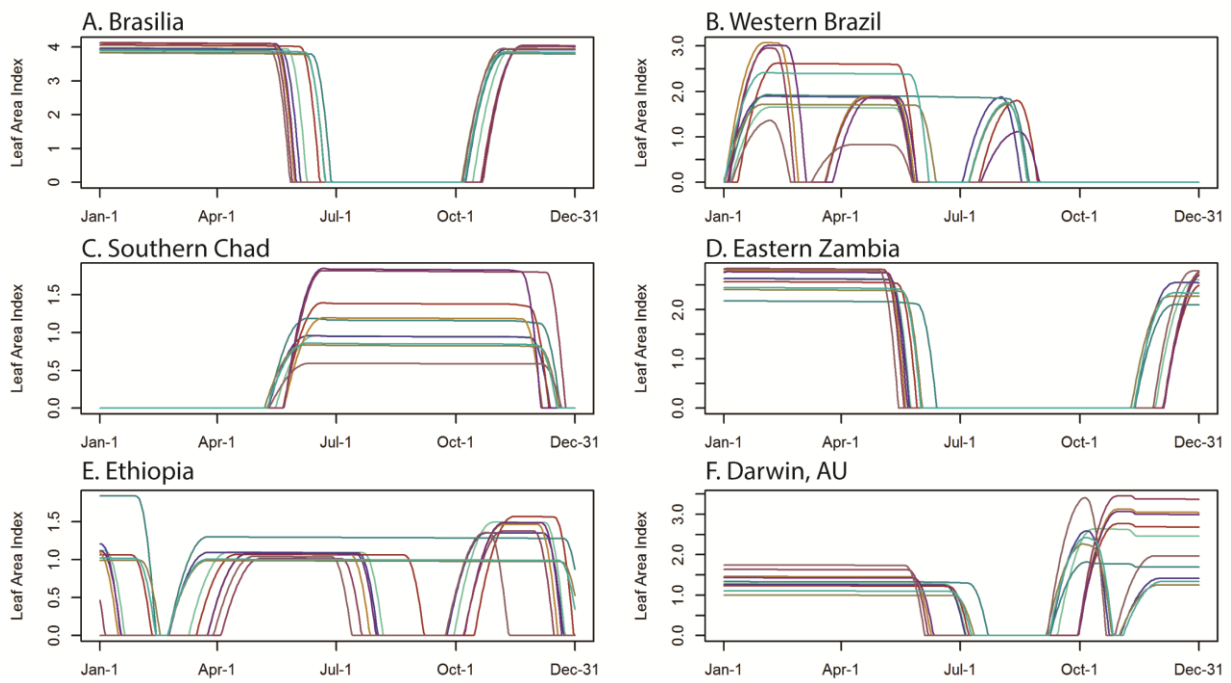 A. Brasilia
Leaf Area Index
4
3
2
1
0
Jan-1 Apr-1 Jul-1 Oct-1 Dec-31
B. Western Brazil
Leaf Area Index
3.0
2.0
1.0
0.0
Jan-1 Apr-1 Jul-1 Oct-1 Dec-31
C. Southern Chad
Leaf Area Index
1.5
1.0
0.5
0.0
Jan-1 Apr-1 Jul-1 Oct-1 Dec-31
D. Eastern Zambia
Leaf Area Index
2.0
1.0
0.0
Jan-1 Apr-1 Jul-1 Oct-1 Dec-31
E. Ethiopia
Leaf Area Index
1.5
1.0
0.5
0.0
Jan-1 Apr-1 Jul-1 Oct-1 Dec-31
F. Darwin, AU
Leaf Area Index
3.0
2.0
1.0
0.0
Jan-1 Apr-1 Jul-1 Oct-1 Dec-31